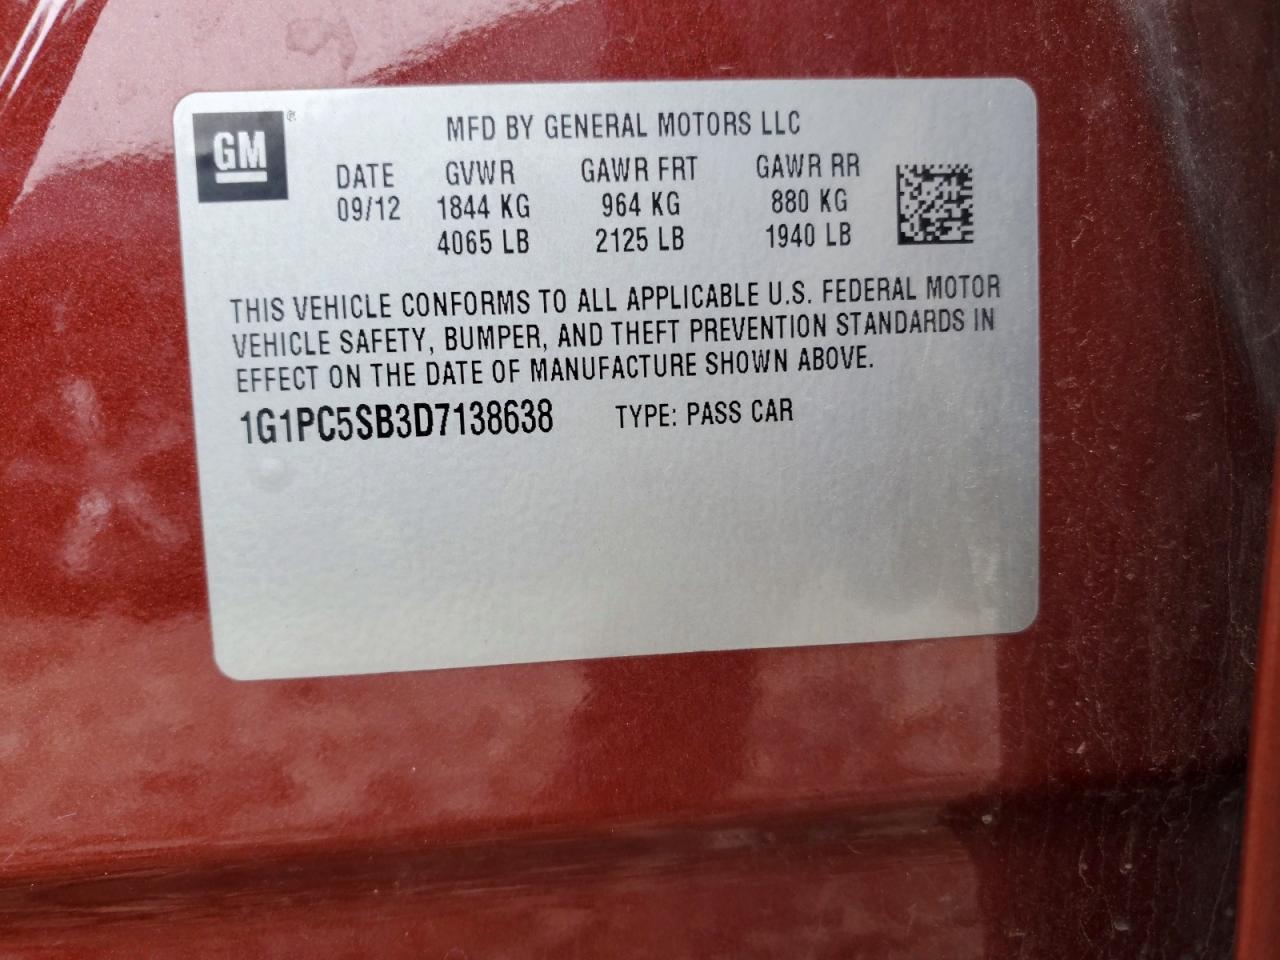 GM®
MFD BY GENERAL MOTORS LLC
DATE GVWR GAWR FRT GAWR RR
09/12 1844 KG 964 KG 880 KG
4065 LB 2125 LB 1940 LB
THIS VEHICLE CONFORMS TO ALL APPLICABLE U.S. FEDERAL MOTOR
VEHICLE SAFETY, BUMPER, AND THEFT PREVENTION STANDARDS IN
EFFECT ON THE DATE OF MANUFACTURE SHOWN ABOVE.
1G1PC5SB3D7138638 TYPE: PASS CAR